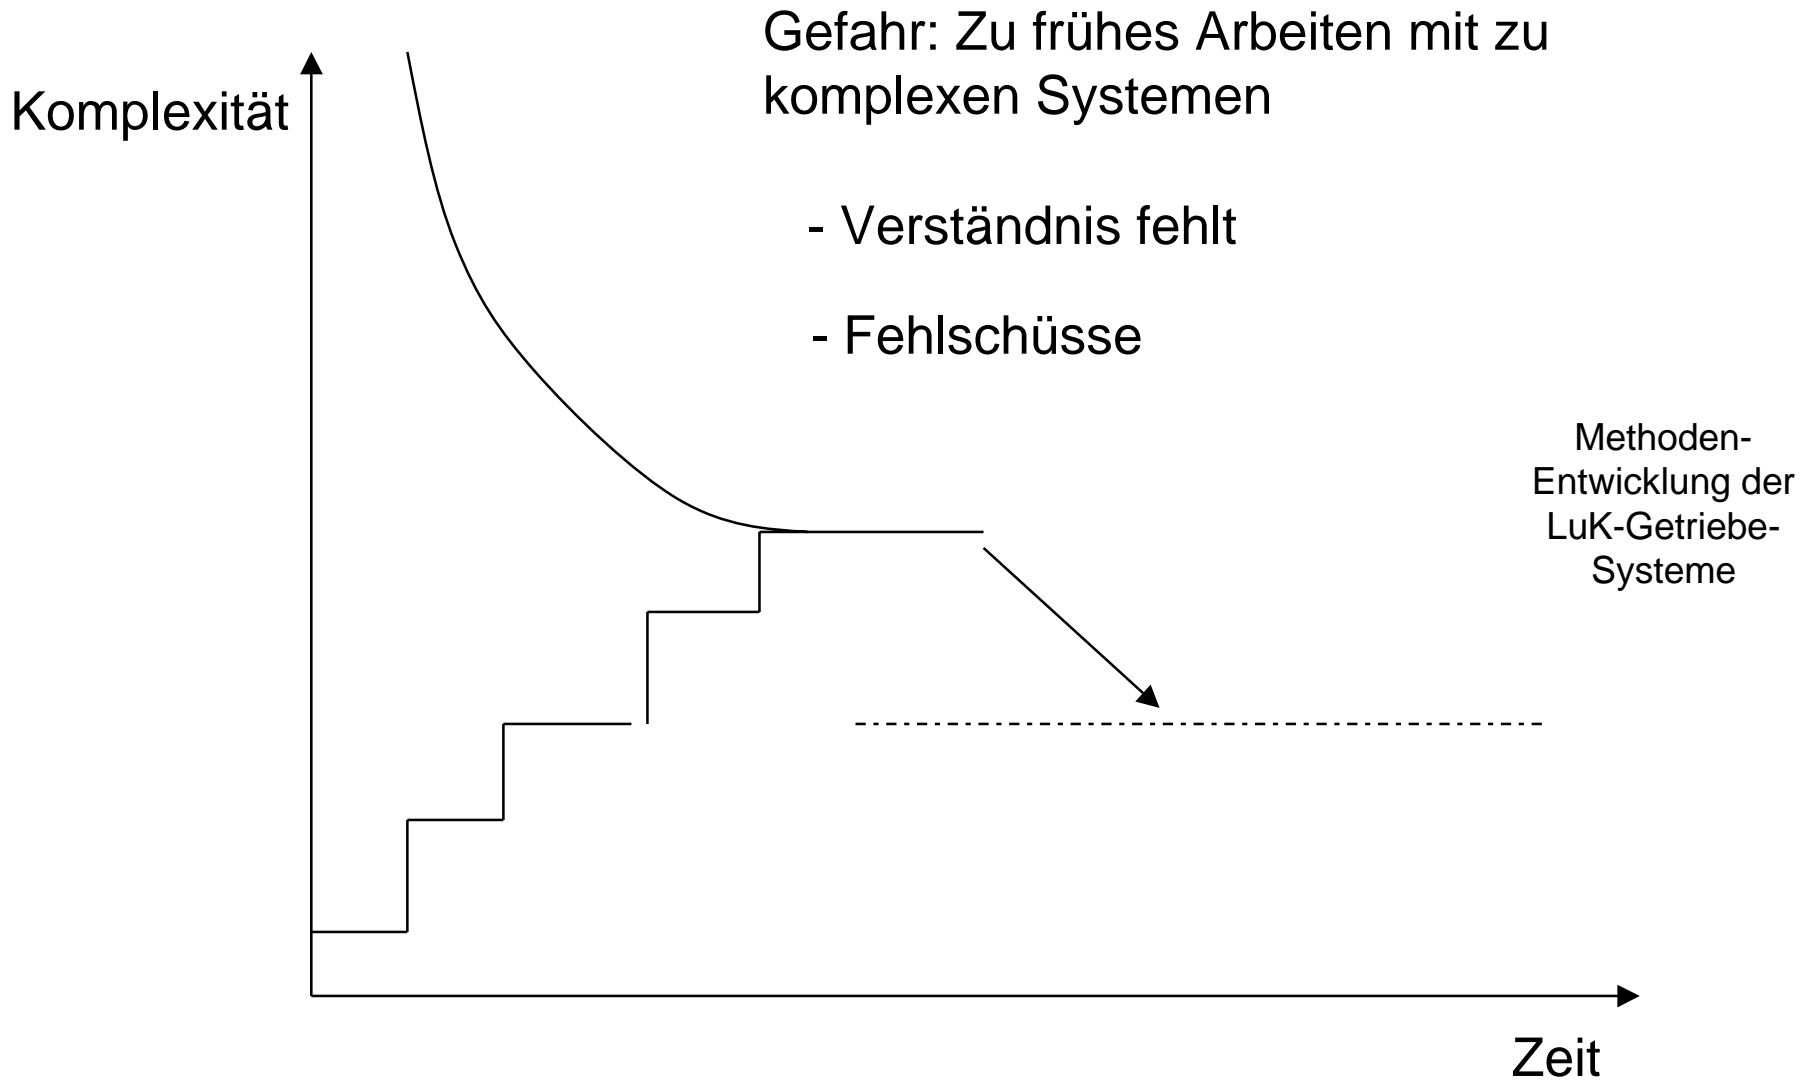 Gefahr: Zu frühes Arbeiten mit zu
komplexen Systemen
Komplexität
- Verständnis fehlt
- Fehlschüsse
Methoden-
Entwicklung der
LuK-Getriebe-
Systeme
Zeit